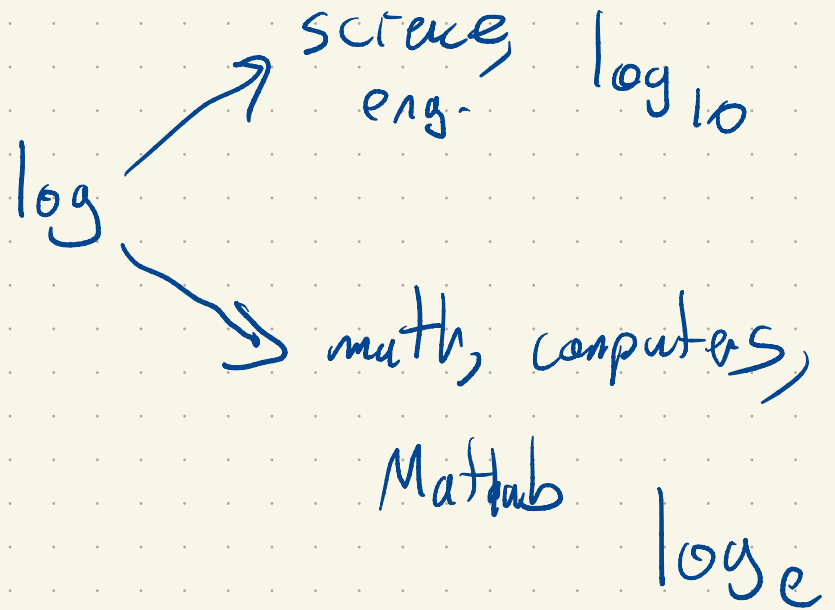 science,
eng.
log₁₀
log
math, computers,
Matlab
logₑ